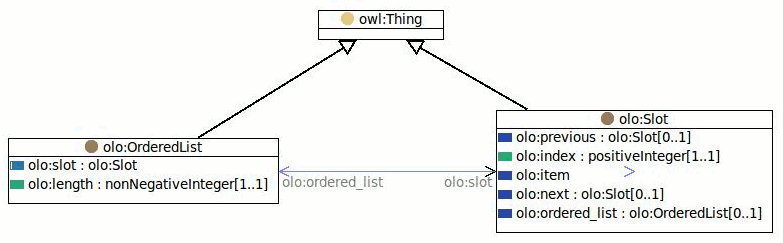 owl:Thing
olo:OrderedList
olo:slot : olo:Slot
olo:length : nonNegativeInteger[1..1]
olo:ordered_list
olo:slot
olo:Slot
olo:previous : olo:Slot[0..1]
olo:index : positiveInteger[1..1]
olo:item
olo:next : olo:Slot[0..1]
olo:ordered_list : olo:OrderedList[0..1]